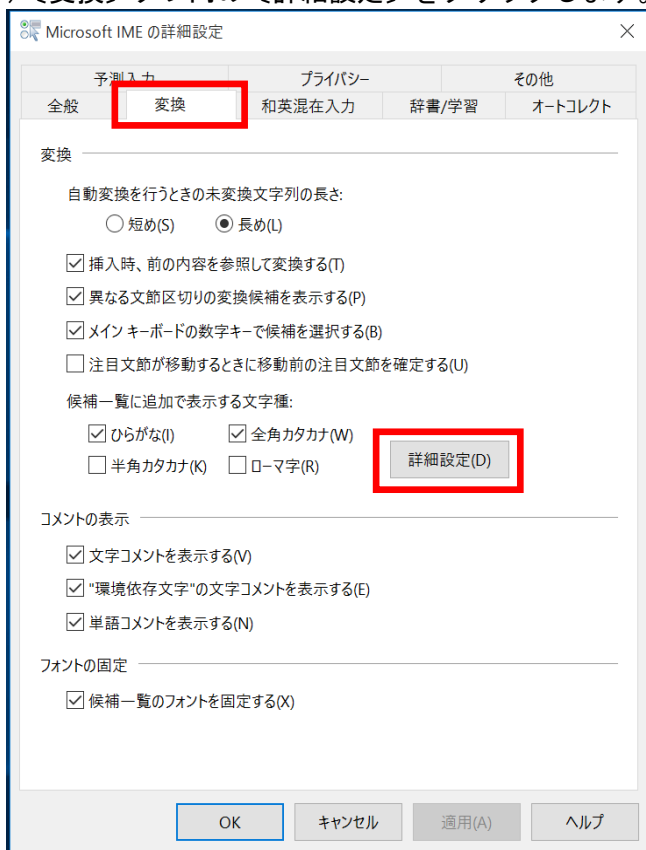 Microsoft IME の詳細設定
予測入力 プライバシー その他
全般 変換 和英混在入力 辞書/学習 オートコレクト
変換
自動変換を行うときの未変換文字列の長さ:
短め(S) 長め(L)
挿入時、前の内容を参照して変換する(T)
異なる文節区切りの変換候補を表示する(P)
メイン キーボードの数字キーで候補を選択する(B)
注目文節が移動するときに移動前の注目文節を確定する(U)
候補一覧に追加で表示する文字種:
ひらがな(I) 全角カタカナ(W)
半角カタカナ(K) ローマ字(R) 詳細設定(D)
コメントの表示
文字コメントを表示する(V)
"環境依存文字"の文字コメントを表示する(E)
単語コメントを表示する(N)
フォントの固定
候補一覧のフォントを固定する(X)
OK キャンセル 適用(A) ヘルプ